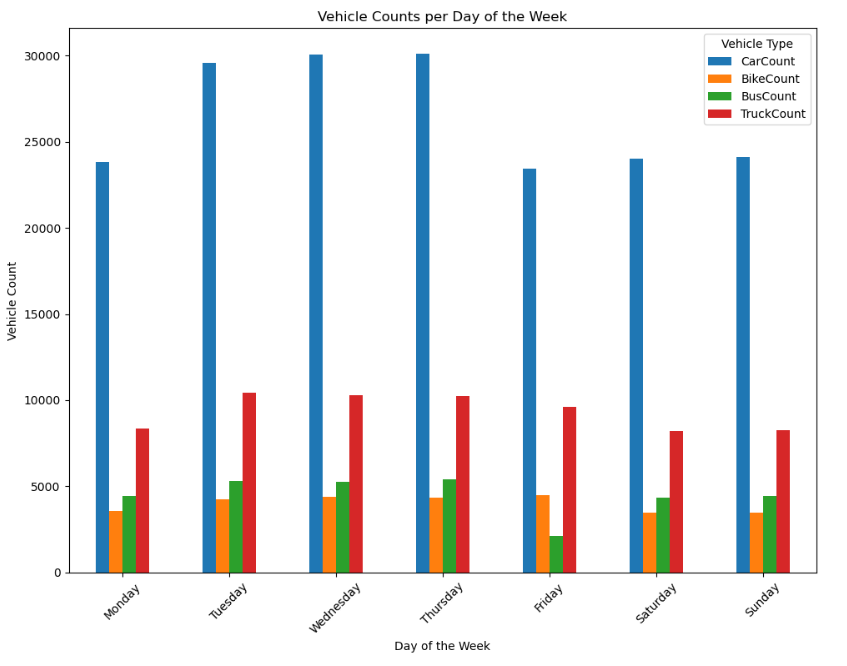 Vehicle Counts per Day of the Week
Vehicle Type
CarCount
BikeCount
BusCount
TruckCount
30000
25000
20000
15000
10000
5000
0
Vehicle Count
Monday
Tuesday
Wednesday
Thursday
Friday
Saturday
Sunday
Day of the Week